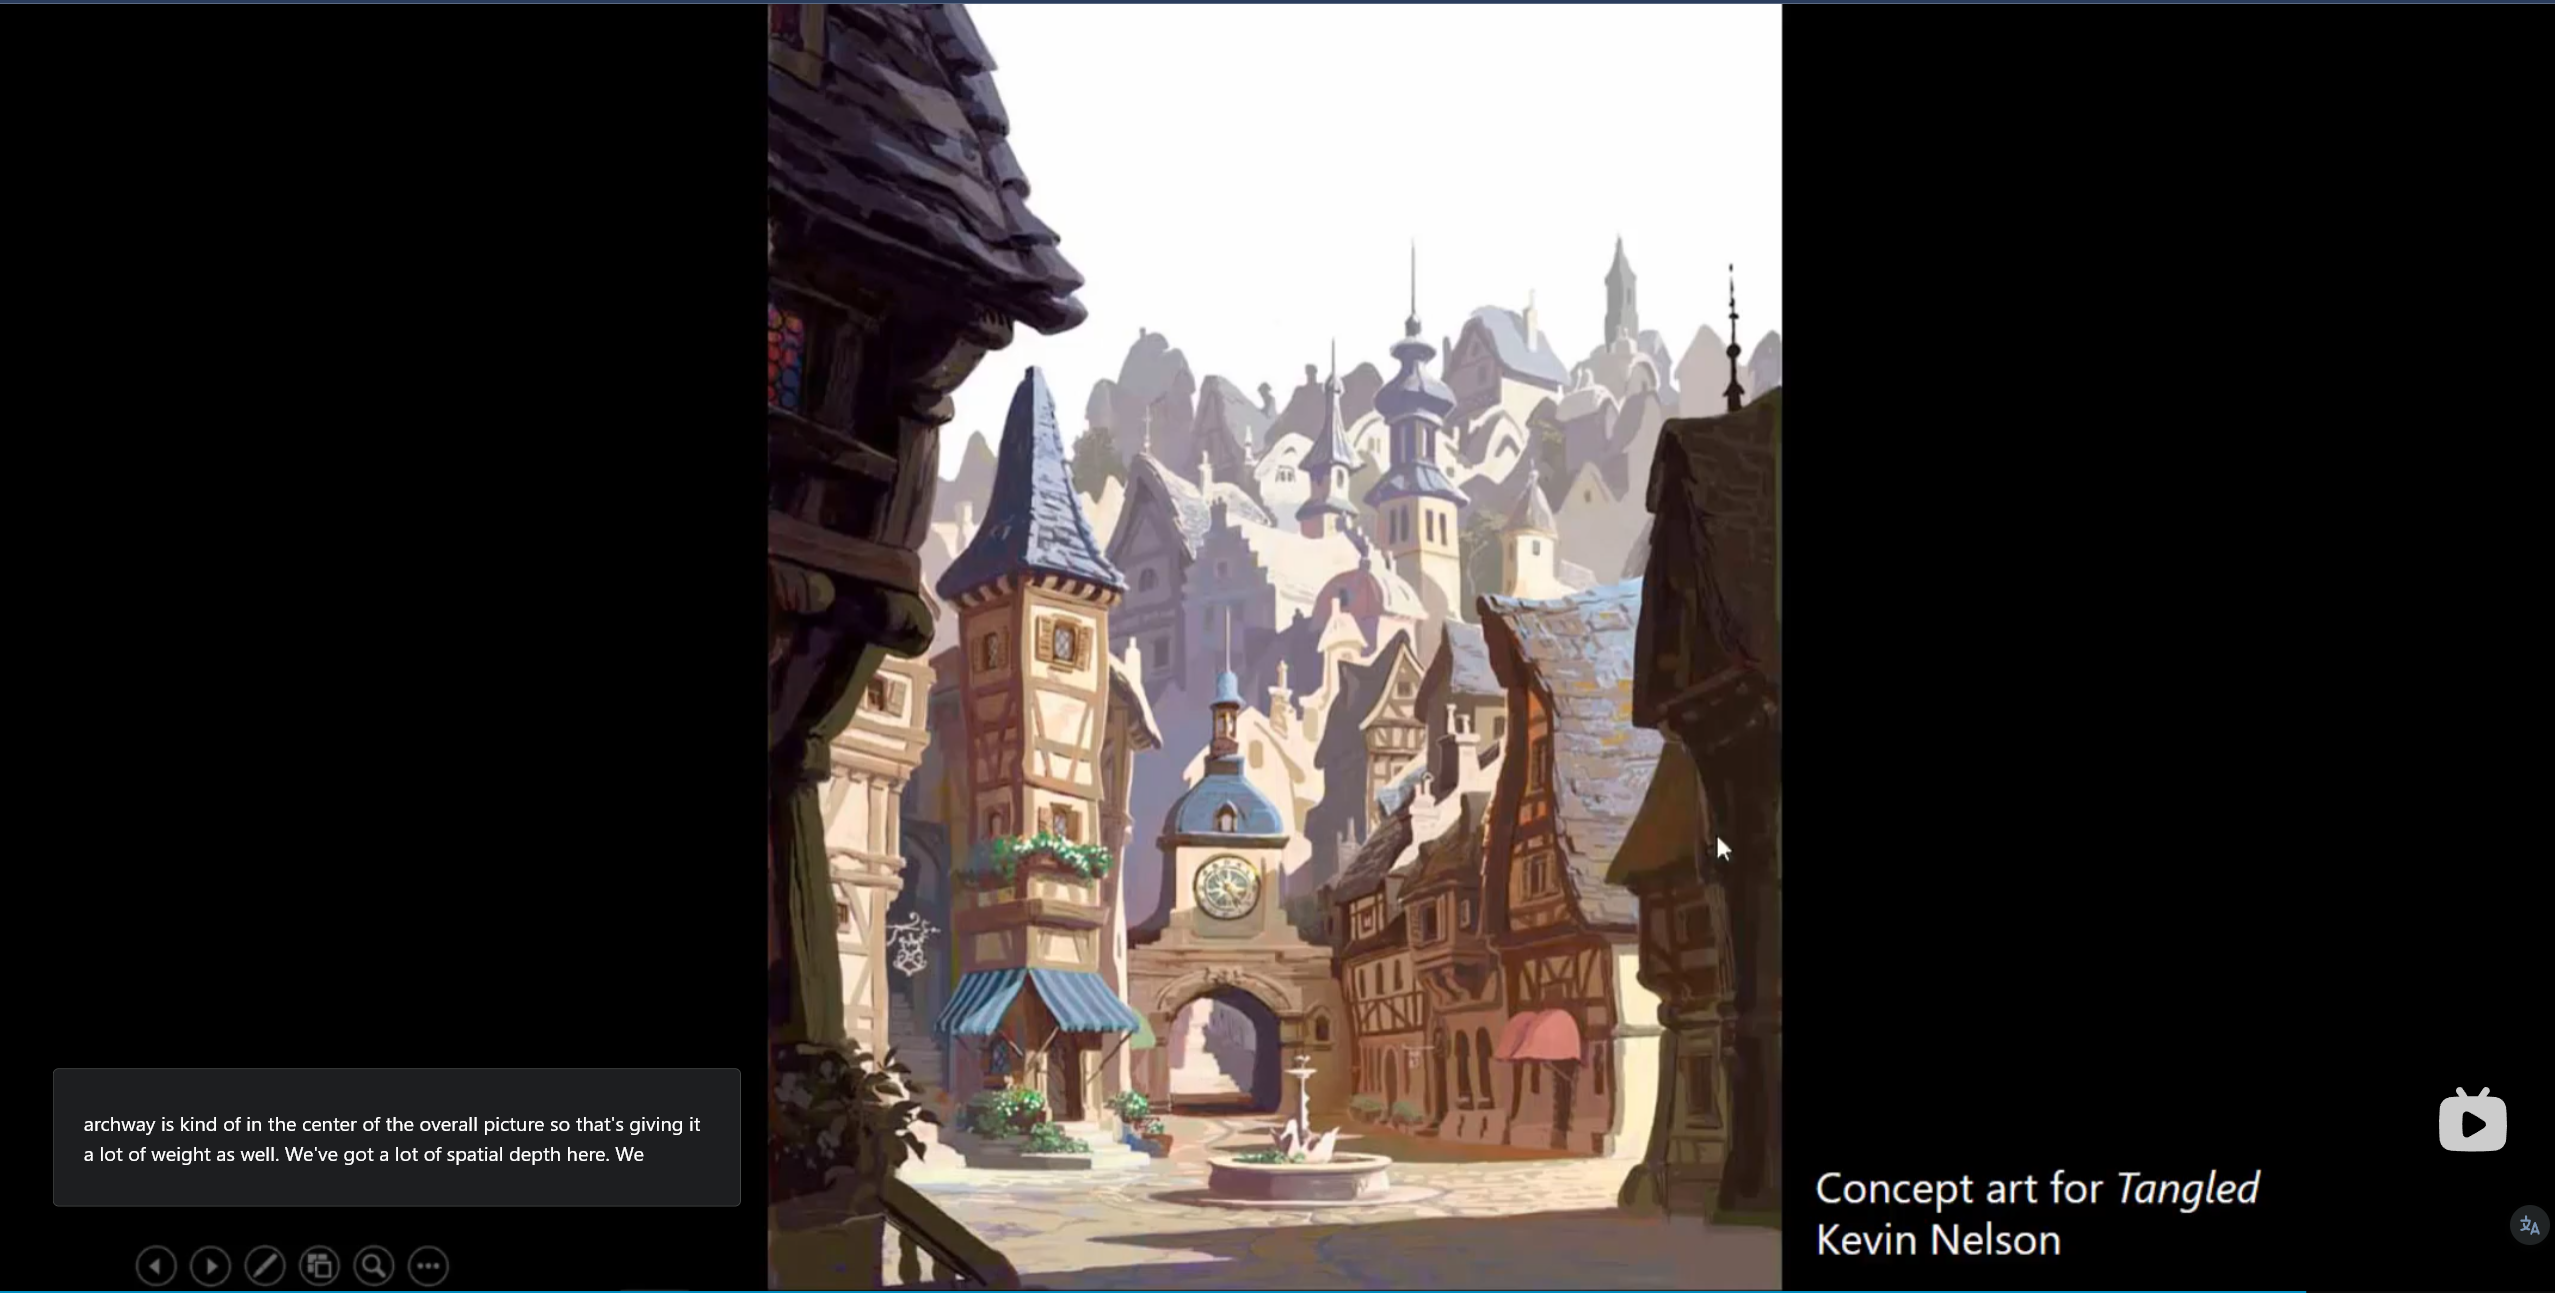 archway is kind of in the center of the overall picture so that's giving it
a lot of weight as well. We've got a lot of spatial depth here. We
Concept art for Tangled
Kevin Nelson